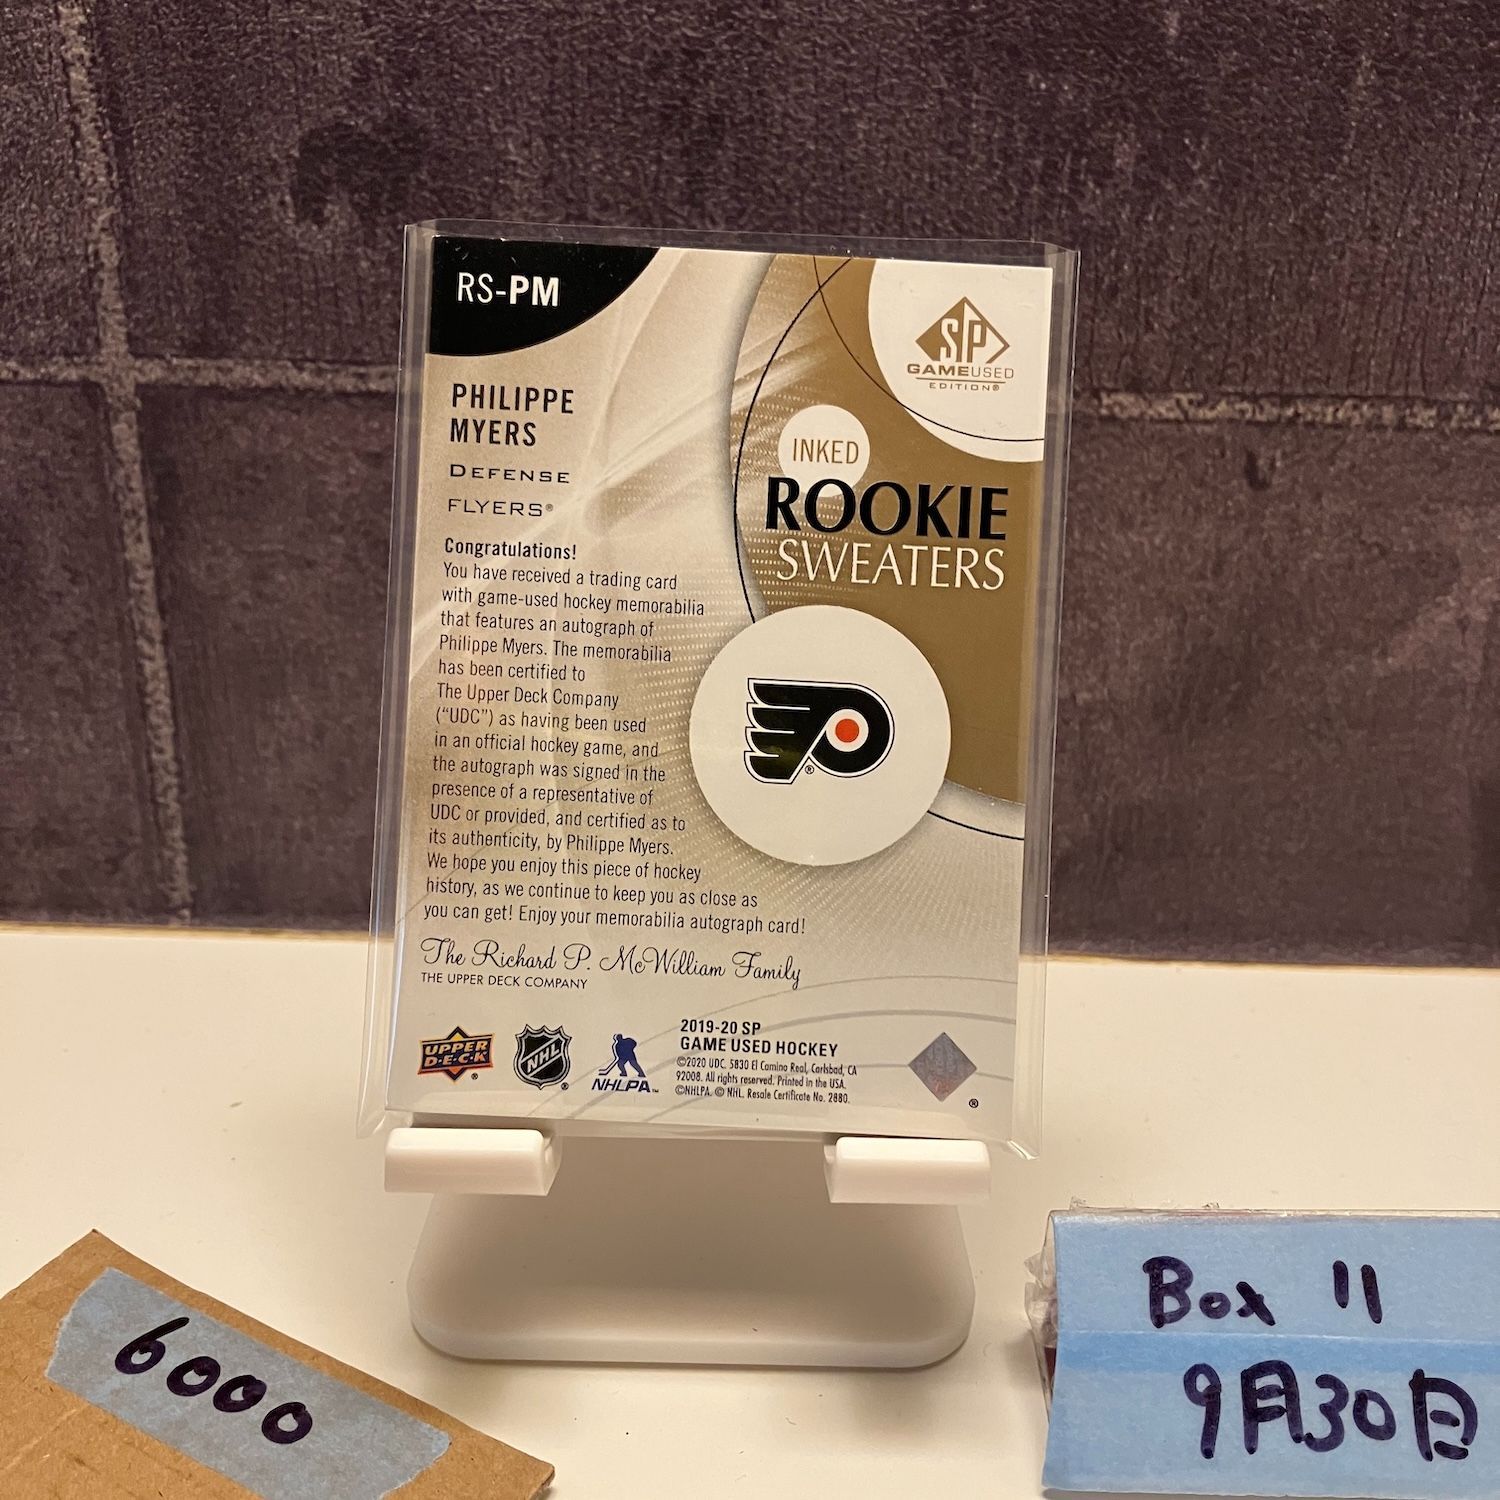 RS-PM
PHILIPPE
MYERS
DEFENSE
FLYERS®
Congratulations!
You have received a trading card
with game-used hockey memorabilia
that features an autograph of
Philippe Myers. The memorabilia
has been certified to
The Upper Deck Company
("UDC") as having been used
in an official hockey game, and
the autograph was signed in the
presence of a representative of
UDC or provided, and certified as to
its authenticity, by Philippe Myers.
We hope you enjoy this piece of hockey
history, as we continue to keep you as close as
you can get! Enjoy your memorabilia autograph card!
The Richard P. McWilliam Family
THE UPPER DECK COMPANY
SP
GAMEUSED
EDITION®
INKED
ROOKIE
SWEATERS
®
UPPER
D·E·C·K
®
NHL
®
NHLPA™
2019-20 SP
GAME USED HOCKEY
©2020 UDC. 5830 El Camino Real, Carlsbad, CA
92008. All rights reserved. Printed in the USA.
©NHLPA. © NHL. Resale Certificate No. 2880.
®
6000
Box 11
9月30日